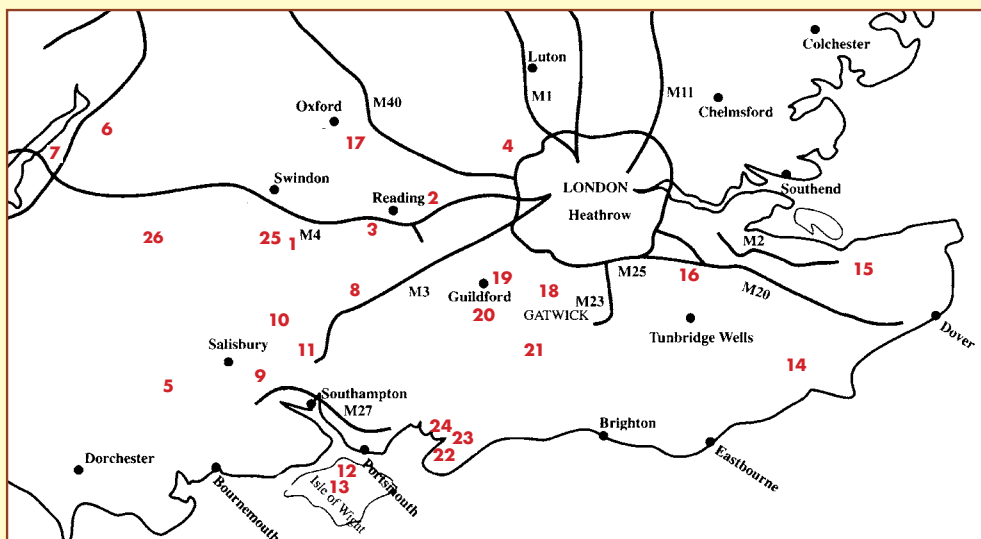 Colchester
Luton
M1
M11
Chelmsford
Oxford
M40
6
17
4
7
Swindon
LONDON
Southend
Reading
2
Heathrow
3
26
25
1
M4
M2
15
M25
16
M20
8
M3
19
Guildford
18
M23
20
GATWICK
10
Tunbridge Wells
Dover
11
21
Salisbury
14
9
5
Southampton
M27
24
23
22
Brighton
Eastbourne
Dorchester
Portsmouth
12
13
Isle of Wight
Bournemouth